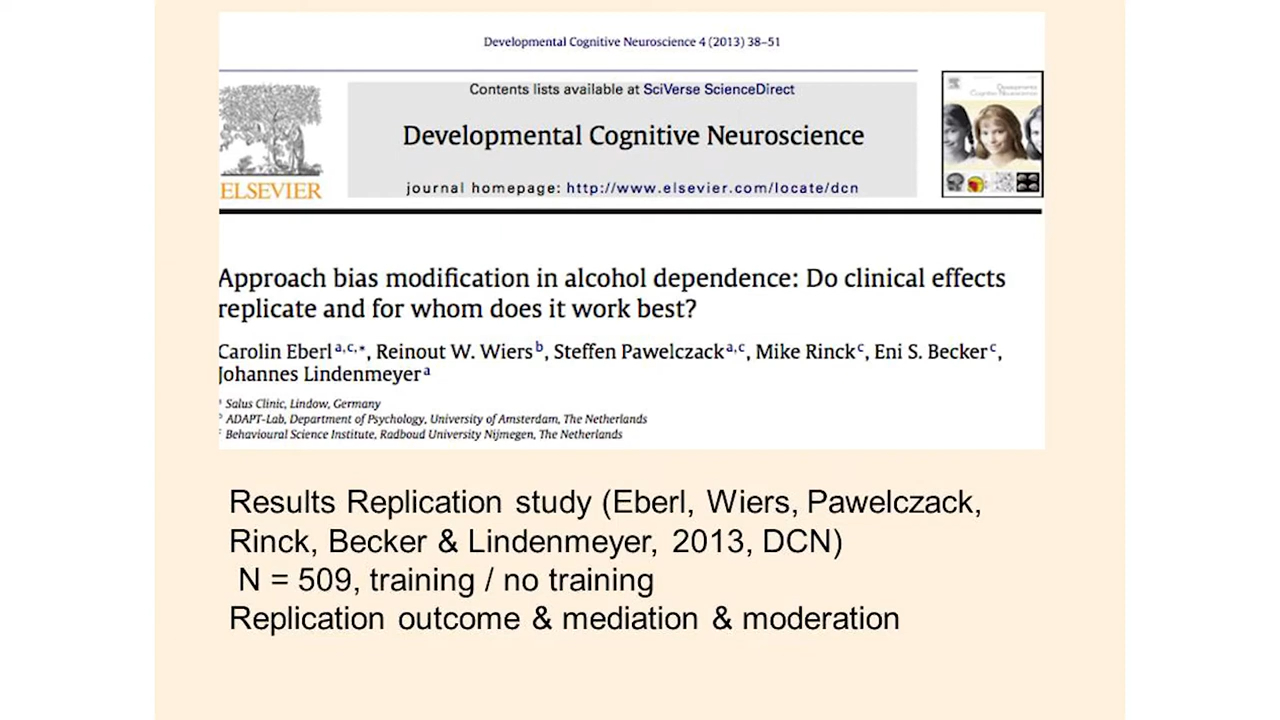 Developmental Cognitive Neuroscience 4 (2013) 38–51
Contents lists available at SciVerse ScienceDirect
Developmental Cognitive Neuroscience
journal homepage: http://www.elsevier.com/locate/dcn
ELSEVIER
Approach bias modification in alcohol dependence: Do clinical effects
replicate and for whom does it work best?
Carolin Eberl a,c,*, Reinout W. Wiers b, Steffen Pawelczack a,c, Mike Rinck c, Eni S. Becker c,
Johannes Lindenmeyer a
a Salus Clinic, Lindow, Germany
b ADAPT-Lab, Department of Psychology, University of Amsterdam, The Netherlands
c Behavioural Science Institute, Radboud University Nijmegen, The Netherlands
Results Replication study (Eberl, Wiers, Pawelczack,
Rinck, Becker & Lindenmeyer, 2013, DCN)
N = 509, training / no training
Replication outcome & mediation & moderation